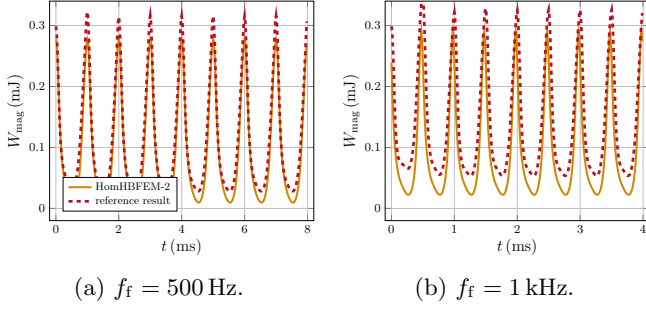 0.3
0.2
0.1
0
W_mag (mJ)
HomHBFEM-2
reference result
0 2 4 6 8
t (ms)
(a) f_f = 500 Hz.
0.3
0.2
0.1
0
W_mag (mJ)
0 1 2 3 4
t (ms)
(b) f_f = 1 kHz.